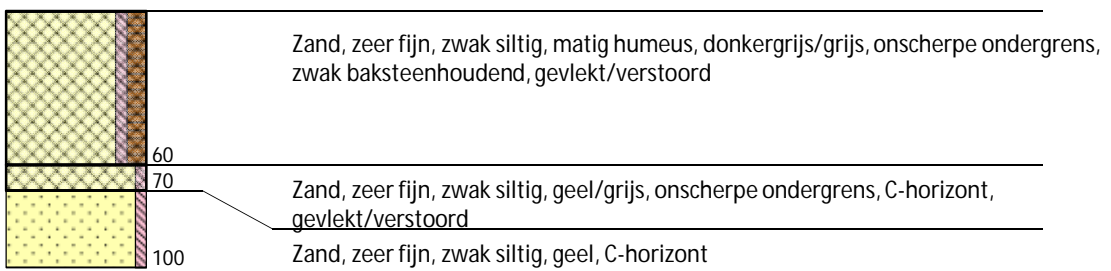 Zand, zeer fijn, zwak siltig, matig humeus, donkergrijs/grijs, onscherpe ondergrens,
zwak baksteenhoudend, gevlekt/verstoord
60
70
Zand, zeer fijn, zwak siltig, geel/grijs, onscherpe ondergrens, C-horizont,
gevlekt/verstoord
100
Zand, zeer fijn, zwak siltig, geel, C-horizont